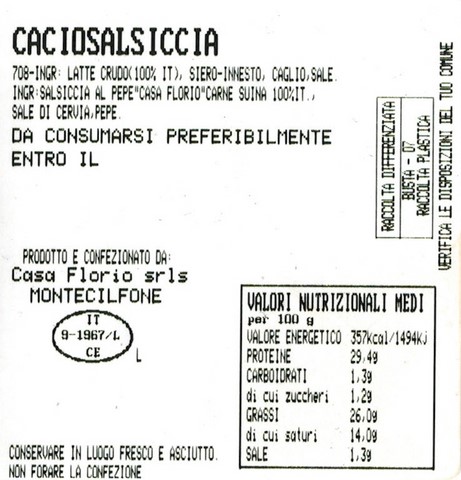 CACIOSALSICCIA
708-INGR: LATTE CRUDO(100% IT), SIERO-INNESTO, CAGLIO,SALE.
INGR:SALSICCIA AL PEPE"CASA FLORIO"CARNE SUINA 100%IT.,
SALE DI CERVIA,PEPE.
DA CONSUMARSI PREFERIBILMENTE
ENTRO IL
RACCOLTA DIFFERENZIATA
BUSTA - 07
RACCOLTA PLASTICA
VERIFICA LE DISPOSIZIONI DEL TUO COMUNE
PRODOTTO E CONFEZIONATO DA:
Casa Florio srls
MONTECILFONE
IT
9-1967/L
CE
L
VALORI NUTRIZIONALI MEDI
per 100 g
VALORE ENERGETICO 357kcal/1494kJ
PROTEINE 29,4g
CARBOIDRATI 1,3g
di cui zuccheri 1,2g
GRASSI 26,0g
di cui saturi 14,0g
SALE 1,3g
CONSERVARE IN LUOGO FRESCO E ASCIUTTO.
NON FORARE LA CONFEZIONE